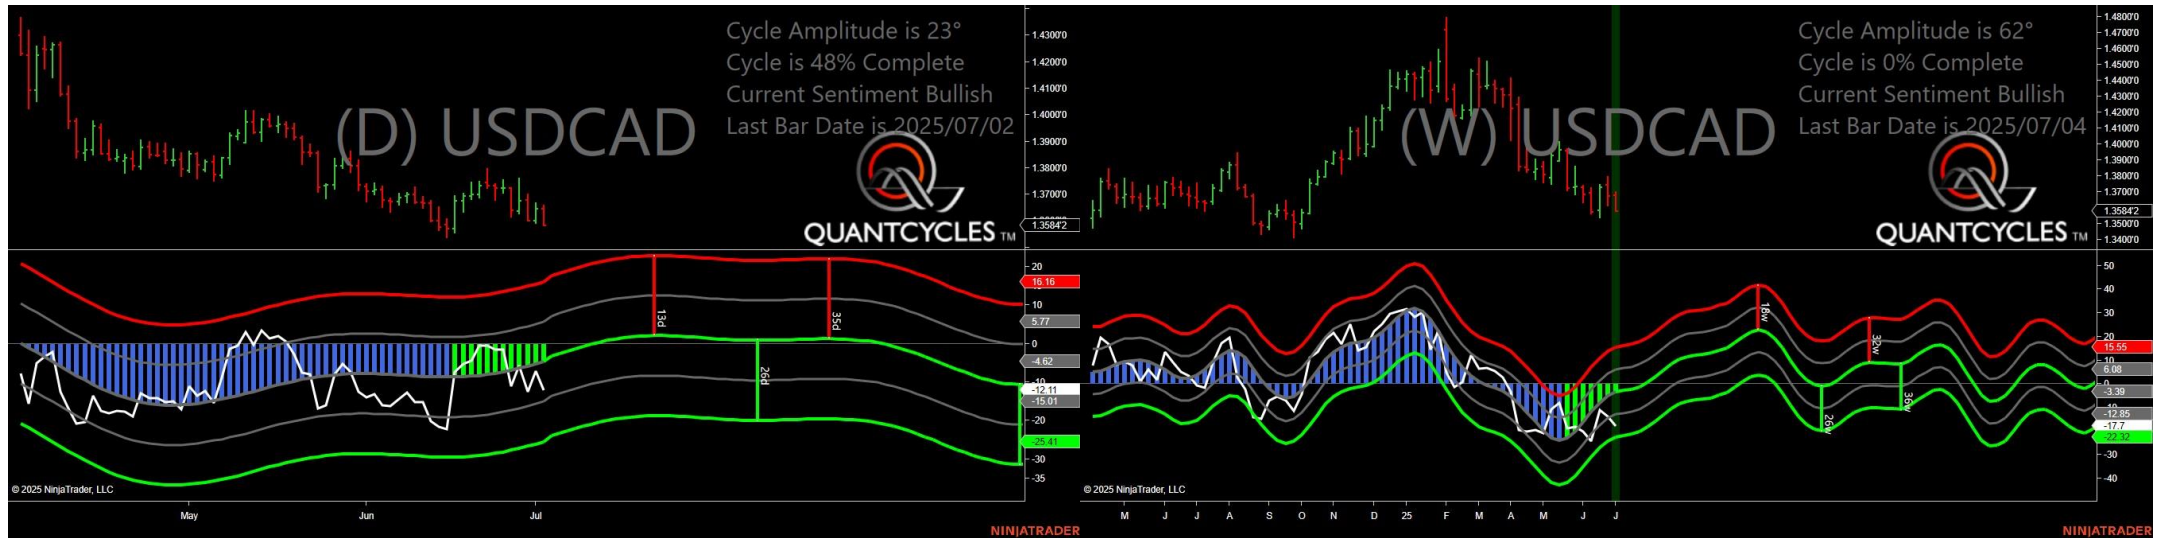 Cycle Amplitude is 23°
Cycle is 48% Complete
Current Sentiment Bullish
Last Bar Date is 2025/07/02
(D) USDCAD
QUANTCYCLES TM
1.4300'0
1.4200'0
1.4100'0
1.4000'0
1.3900'0
1.3800'0
1.3700'0
1.3584'2
20
16.16
10
5.77
0
-4.62
-10
-12.11
-15.01
-20
-25.41
-30
-35
13d
35d
26d
© 2025 NinjaTrader, LLC
May
Jun
Jul
NINJATRADER
Cycle Amplitude is 62°
Cycle is 0% Complete
Current Sentiment Bullish
Last Bar Date is 2025/07/04
(W) USDCAD
QUANTCYCLES TM
1.4800'0
1.4700'0
1.4600'0
1.4500'0
1.4400'0
1.4300'0
1.4200'0
1.4100'0
1.4000'0
1.3900'0
1.3800'0
1.3700'0
1.3584'2
1.3500'0
1.3400'0
50
40
30
20
15.55
10
6.08
0
-3.39
-12.85
-17.7
-22.32
-30
-40
18w
32w
26w
36w
© 2025 NinjaTrader, LLC
M
J
J
A
S
O
N
D
25
F
M
A
M
J
J
NINJATRADER